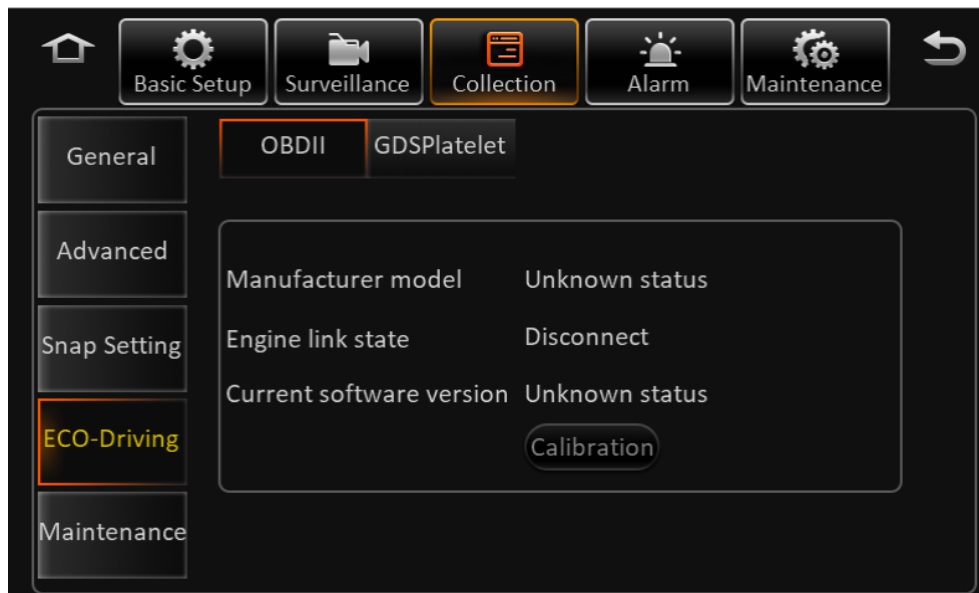 Basic Setup
Surveillance
Collection
Alarm
Maintenance
General
Advanced
Snap Setting
ECO-Driving
Maintenance
OBDII
GDSPlatelet
Manufacturer model Unknown status
Engine link state Disconnect
Current software version Unknown status
Calibration